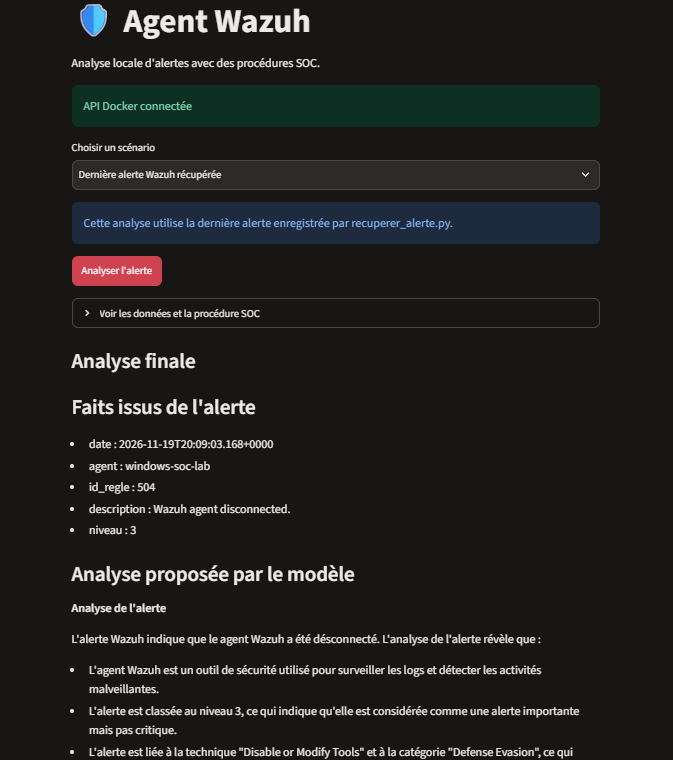 Agent Wazuh
Analyse locale d'alertes avec des procédures SOC.
API Docker connectée
Choisir un scénario
Dernière alerte Wazuh récupérée
Cette analyse utilise la dernière alerte enregistrée par recuperer_alerte.py.
Analyser l'alerte
Voir les données et la procédure SOC
Analyse finale
Faits issus de l'alerte
date : 2026-11-19T20:09:03.168+0000
agent : windows-soc-lab
id_regle : 504
description : Wazuh agent disconnected.
niveau : 3
Analyse proposée par le modèle
Analyse de l'alerte
L'alerte Wazuh indique que le agent Wazuh a été désconnecté. L'analyse de l'alerte révèle que :
L'agent Wazuh est un outil de sécurité utilisé pour surveiller les logs et détecter les activités
malveillantes.
L'alerte est classée au niveau 3, ce qui indique qu'elle est considérée comme une alerte importante
mais pas critique.
L'alerte est liée à la technique "Disable or Modify Tools" et à la catégorie "Defense Evasion", ce qui